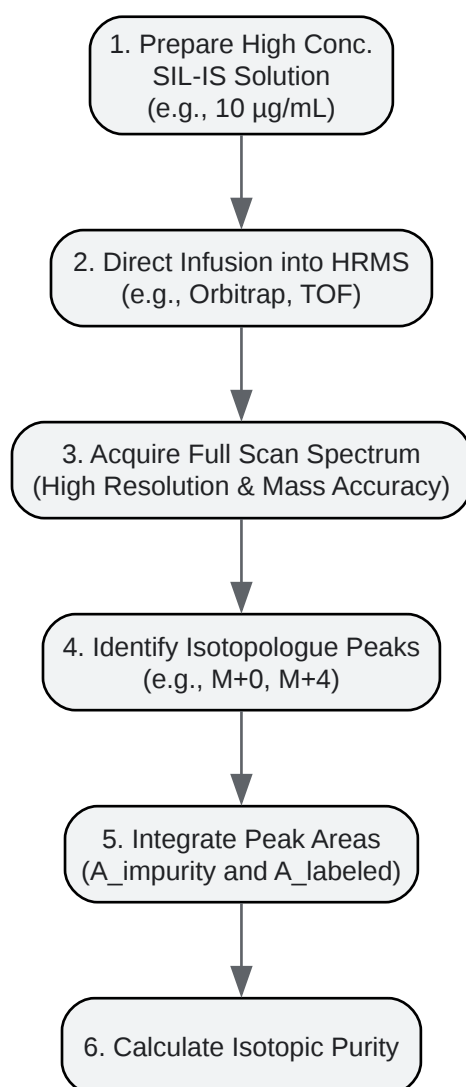 1. Prepare High Conc.
SIL-IS Solution
(e.g., 10 µg/mL)
2. Direct Infusion into HRMS
(e.g., Orbitrap, TOF)
3. Acquire Full Scan Spectrum
(High Resolution & Mass Accuracy)
4. Identify Isotopologue Peaks
(e.g., M+0, M+4)
5. Integrate Peak Areas
(A_impurity and A_labeled)
6. Calculate Isotopic Purity